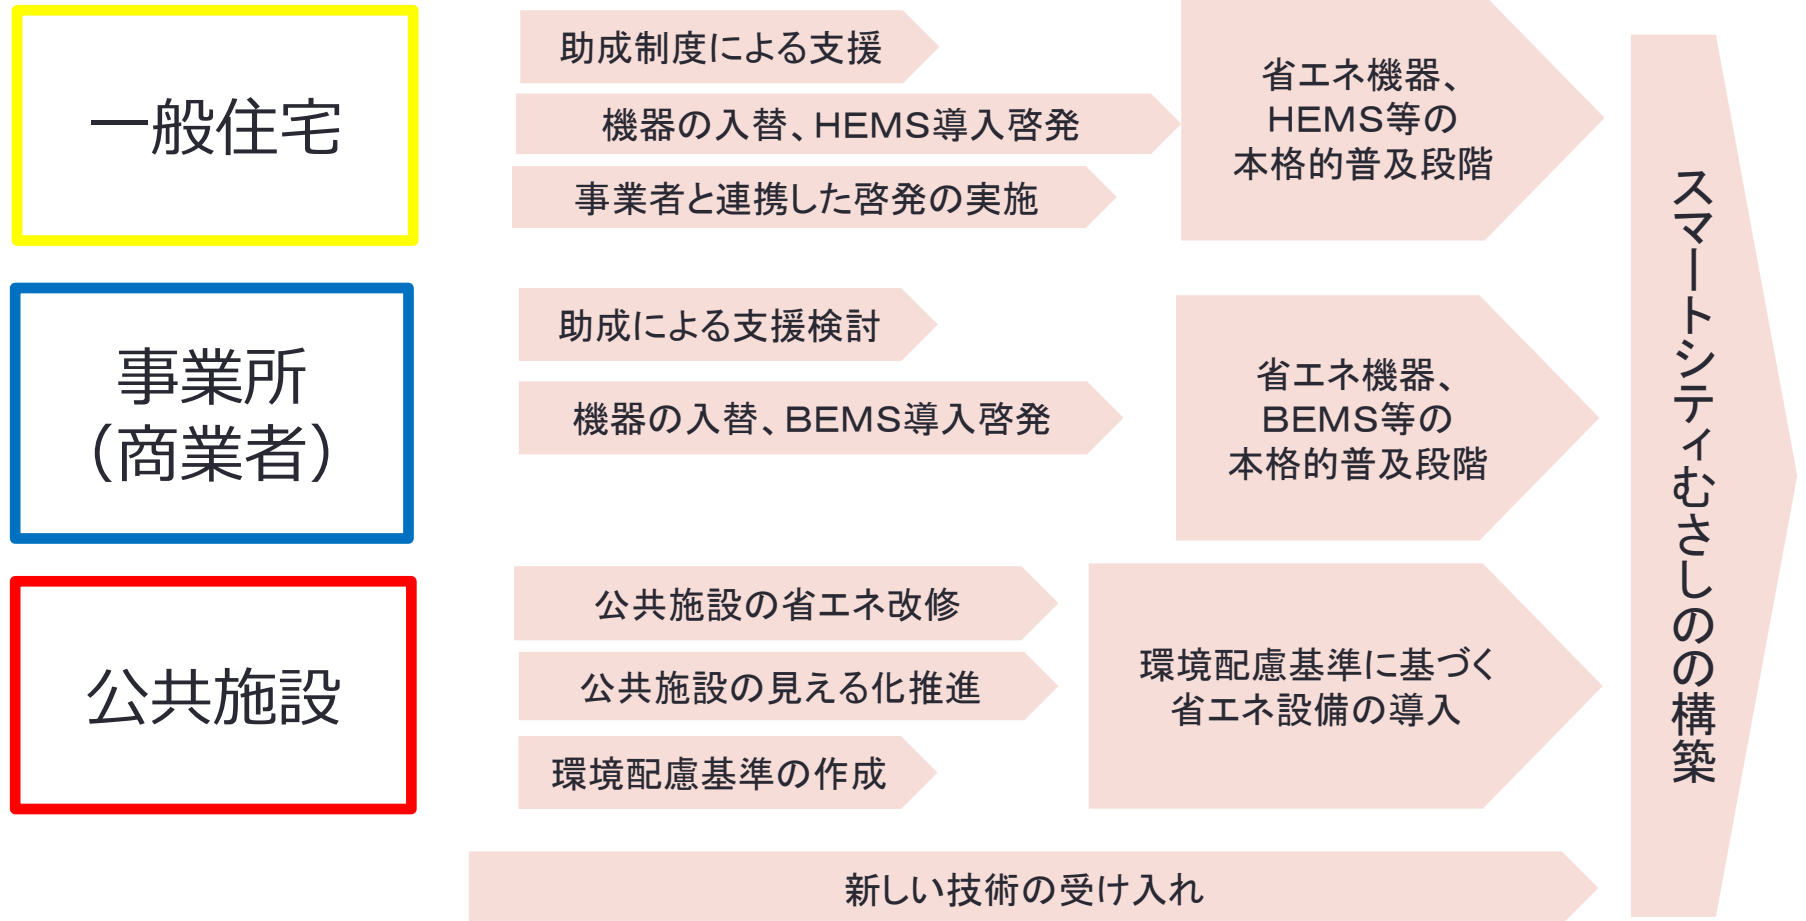 一般住宅
助成制度による支援
機器の入替、HEMS導入啓発
事業者と連携した啓発の実施
省エネ機器、
HEMS等の
本格的普及段階
事業所
（商業者）
助成による支援検討
機器の入替、BEMS導入啓発
省エネ機器、
BEMS等の
本格的普及段階
公共施設
公共施設の省エネ改修
公共施設の見える化推進
環境配慮基準の作成
環境配慮基準に基づく
省エネ設備の導入
新しい技術の受け入れ
スマートシティむさしのの構築